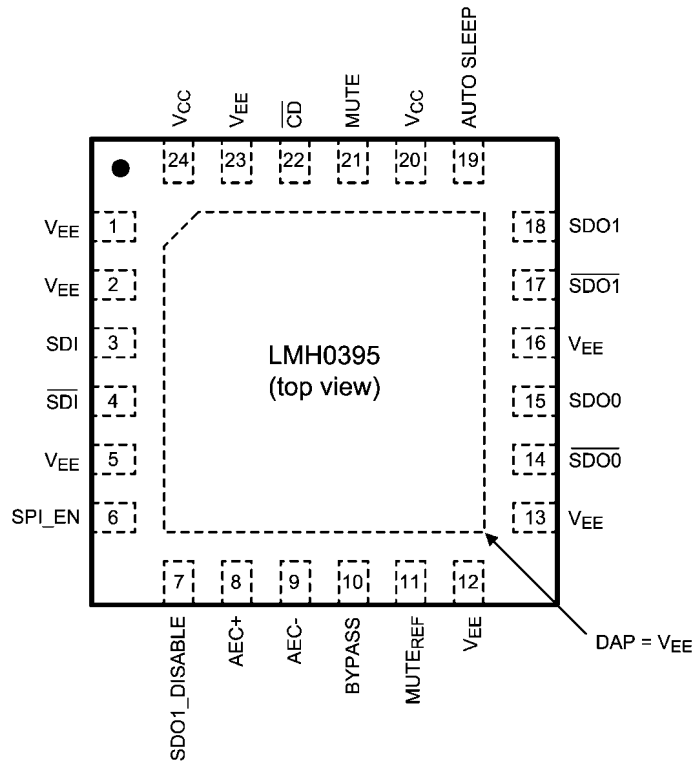 VCC
VEE
CD
MUTE
VCC
AUTO SLEEP
24
23
22
21
20
19
VEE
1
18
SDO1
VEE
2
17
SDO1
SDI
3
16
VEE
LMH0395
(top view)
SDI
4
15
SDO0
VEE
5
14
SDO0
SPI_EN
6
13
VEE
7
8
9
10
11
12
SDO1_DISABLE
AEC+
AEC-
BYPASS
MUTEREF
VEE
DAP = VEE